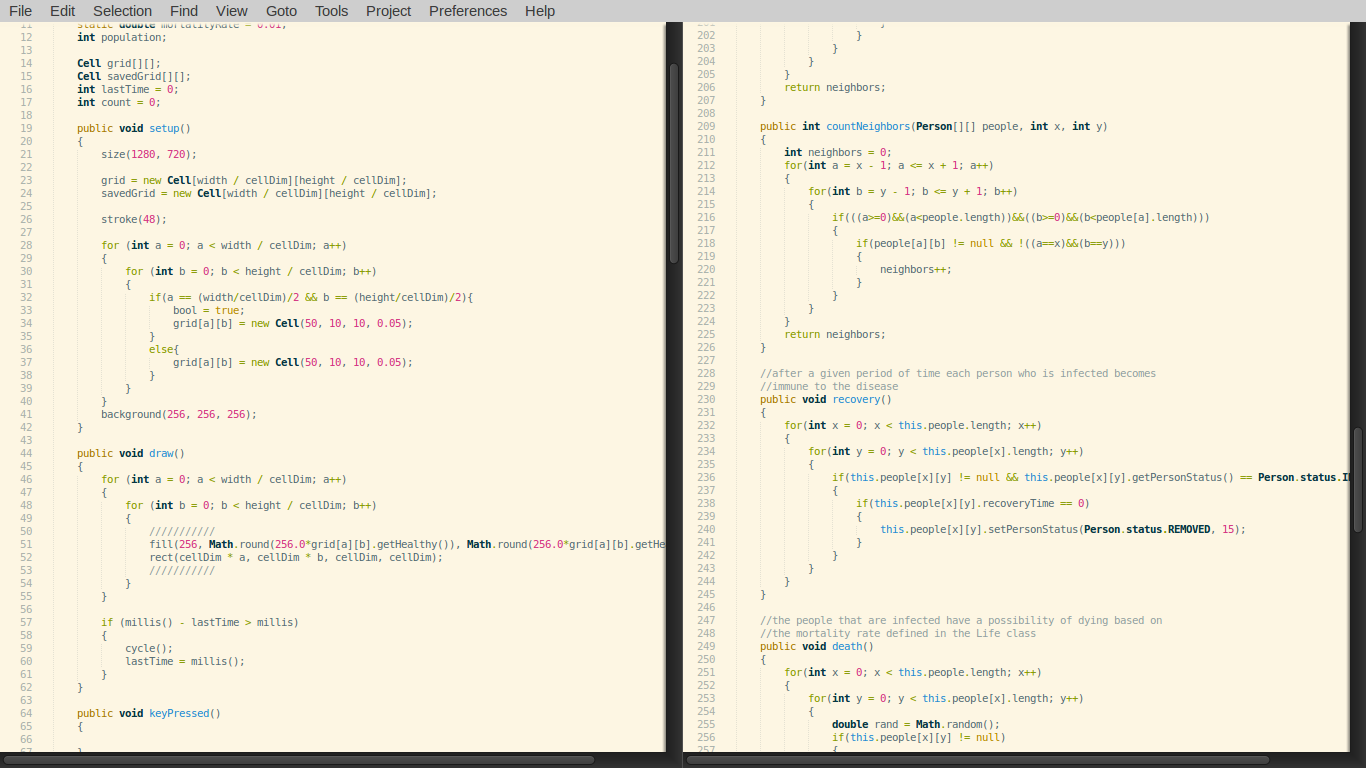 File Edit Selection Find View Goto Tools Project Preferences Help
11 static double mortalityRate = 0.01;
12 int population;
13
14 Cell grid[][];
15 Cell savedGrid[][];
16 int lastTime = 0;
17 int count = 0;
18
19 public void setup()
20 {
21 size(1280, 720);
22
23 grid = new Cell[width / cellDim][height / cellDim];
24 savedGrid = new Cell[width / cellDim][height / cellDim];
25
26 stroke(48);
27
28 for (int a = 0; a < width / cellDim; a++)
29 {
30 for (int b = 0; b < height / cellDim; b++)
31 {
32 if(a == (width/cellDim)/2 && b == (height/cellDim)/2){
33 bool = true;
34 grid[a][b] = new Cell(50, 10, 10, 0.05);
35 }
36 else{
37 grid[a][b] = new Cell(50, 10, 10, 0.05);
38 }
39 }
40 }
41 background(256, 256, 256);
42 }
43
44 public void draw()
45 {
46 for (int a = 0; a < width / cellDim; a++)
47 {
48 for (int b = 0; b < height / cellDim; b++)
49 {
50 ///////////
51 fill(256, Math.round(256.0*grid[a][b].getHealthy()), Math.round(256.0*grid[a][b].getHe
52 rect(cellDim * a, cellDim * b, cellDim, cellDim);
53 ///////////
54 }
55 }
56
57 if (millis() - lastTime > millis)
58 {
59 cycle();
60 lastTime = millis();
61 }
62 }
63
64 public void keyPressed()
65 {
66
67 }
201 }
202 }
203 }
204 }
205 }
206 return neighbors;
207 }
208
209 public int countNeighbors(Person[][] people, int x, int y)
210 {
211 int neighbors = 0;
212 for(int a = x - 1; a <= x + 1; a++)
213 {
214 for(int b = y - 1; b <= y + 1; b++)
215 {
216 if(((a>=0)&&(a<people.length))&&((b>=0)&&(b<people[a].length)))
217 {
218 if(people[a][b] != null && !((a==x)&&(b==y)))
219 {
220 neighbors++;
221 }
222 }
223 }
224 }
225 return neighbors;
226 }
227
228 //after a given period of time each person who is infected becomes
229 //immune to the disease
230 public void recovery()
231 {
232 for(int x = 0; x < this.people.length; x++)
233 {
234 for(int y = 0; y < this.people[x].length; y++)
235 {
236 if(this.people[x][y] != null && this.people[x][y].getPersonStatus() == Person.status.I
237 {
238 if(this.people[x][y].recoveryTime == 0)
239 {
240 this.people[x][y].setPersonStatus(Person.status.REMOVED, 15);
241 }
242 }
243 }
244 }
245 }
246
247 //the people that are infected have a possibility of dying based on
248 //the mortality rate defined in the Life class
249 public void death()
250 {
251 for(int x = 0; x < this.people.length; x++)
252 {
253 for(int y = 0; y < this.people[x].length; y++)
254 {
255 double rand = Math.random();
256 if(this.people[x][y] != null)
257 {